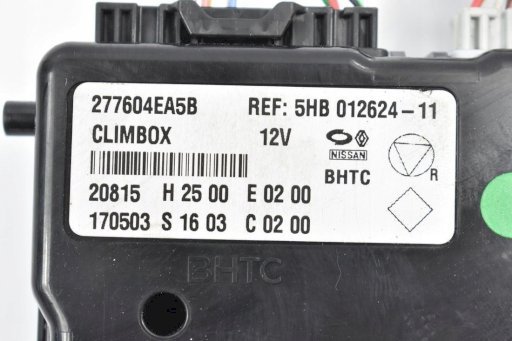 277604EA5B REF: 5HB 012624-11
CLIMBOX 12V
NISSAN
BHTC R
20815 H 25 00 E 02 00
170503 S 16 03 C 02 00
BHTC